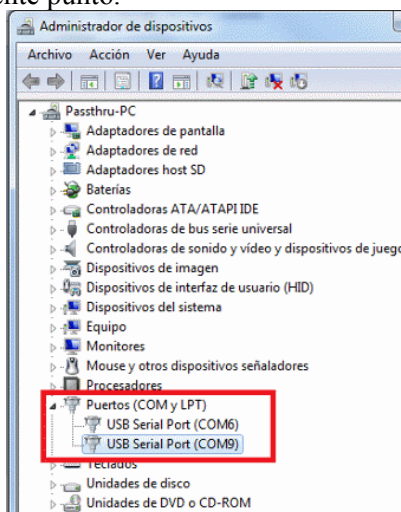 ente punto.
Administrador de dispositivos
Archivo Acción Ver Ayuda
Passthru-PC
Adaptadores de pantalla
Adaptadores de red
Adaptadores host SD
Baterías
Controladoras ATA/ATAPI IDE
Controladoras de bus serie universal
Controladoras de sonido y vídeo y dispositivos de juego
Dispositivos de imagen
Dispositivos de interfaz de usuario (HID)
Dispositivos del sistema
Equipo
Monitores
Mouse y otros dispositivos señaladores
Procesadores
Puertos (COM y LPT)
USB Serial Port (COM6)
USB Serial Port (COM9)
Teclados
Unidades de disco
Unidades de DVD o CD-ROM